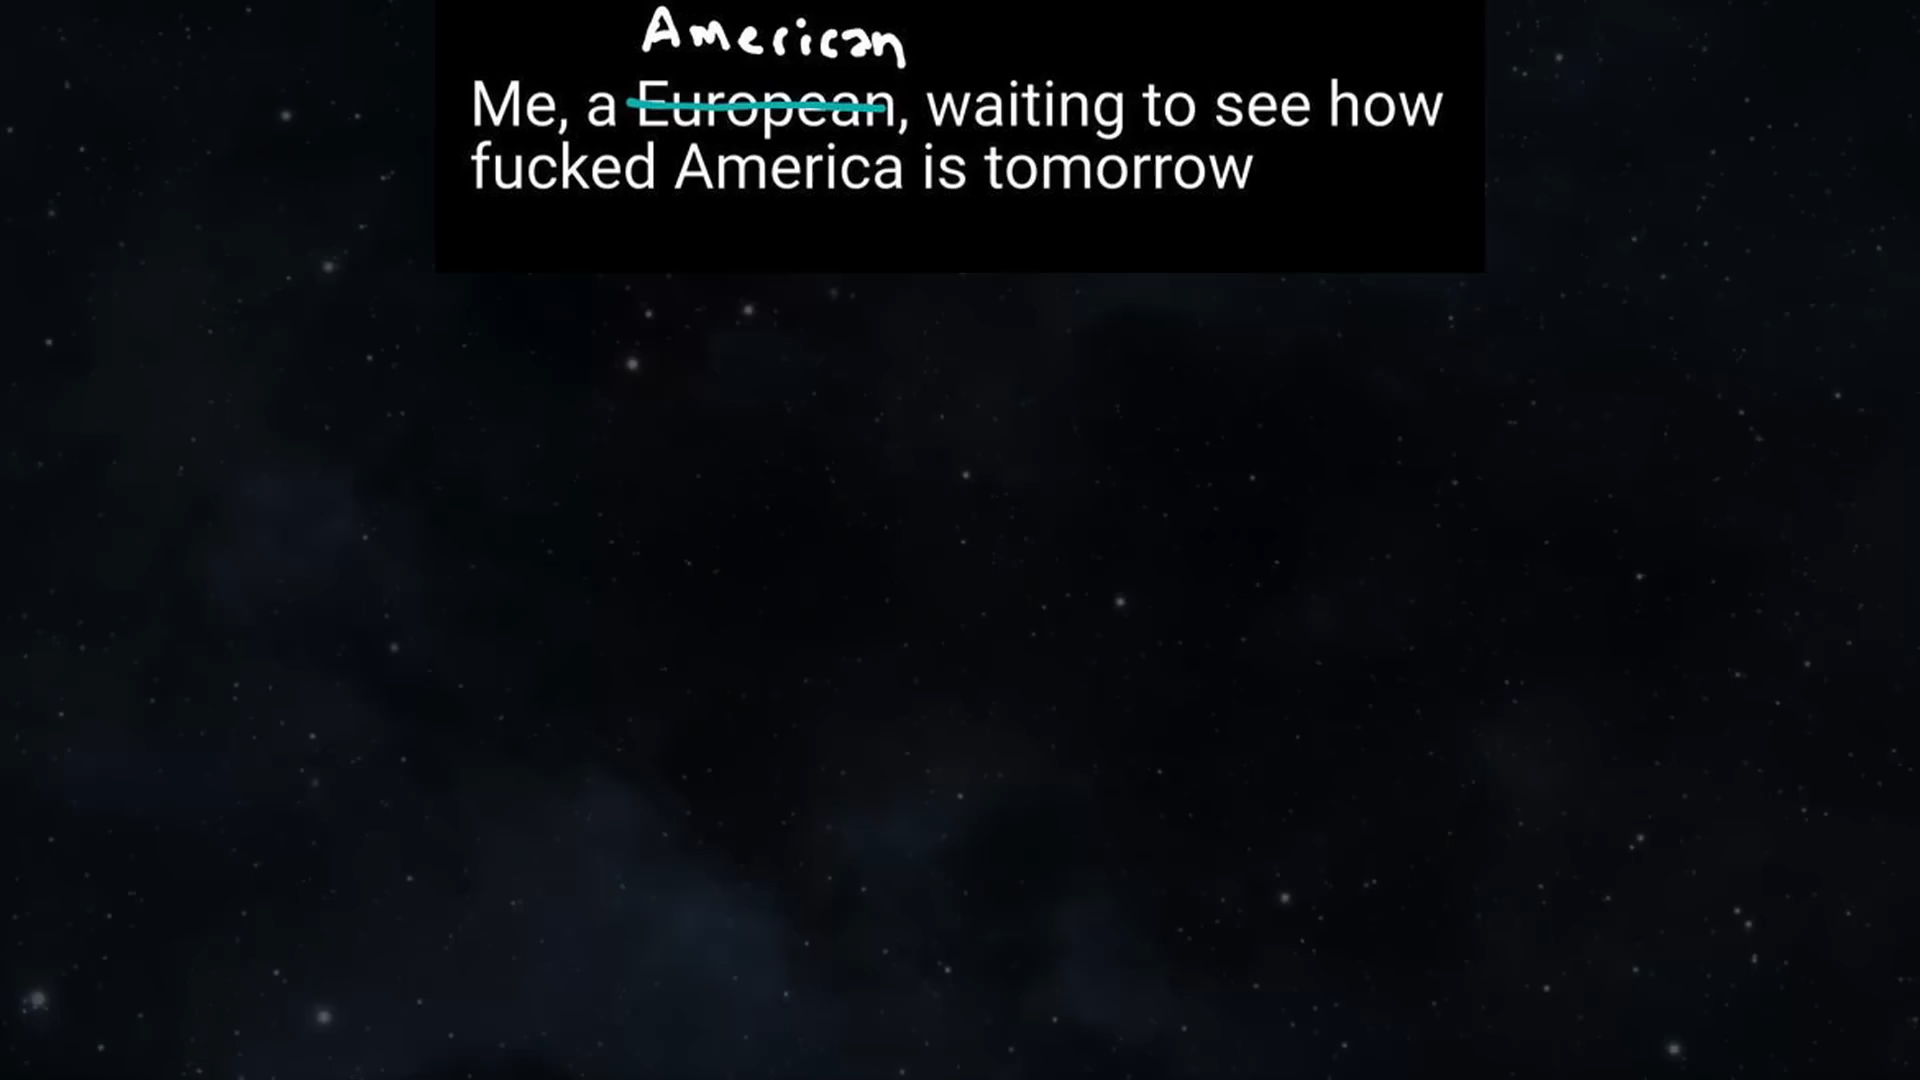 American
Me, a European, waiting to see how
fucked America is tomorrow